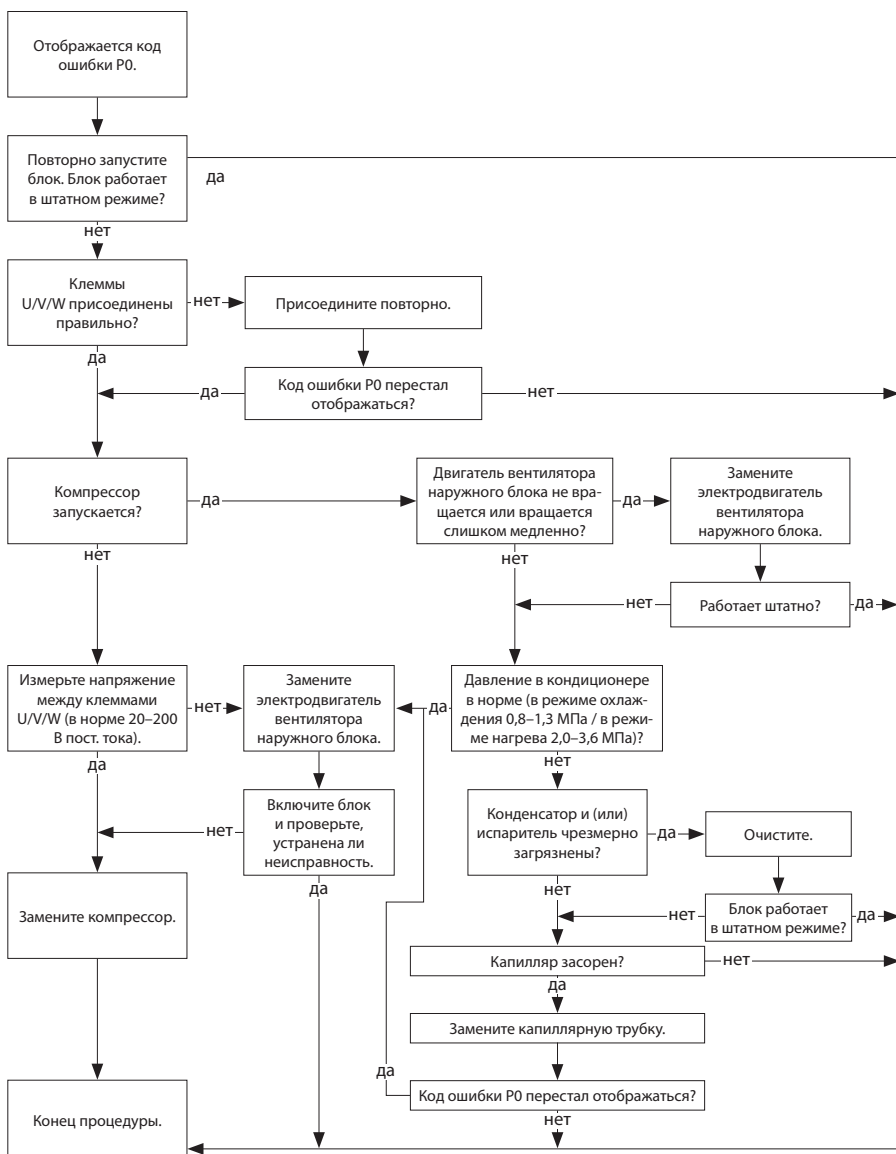 Отображается код
ошибки P0.
Повторно запустите
блок. Блок работает
в штатном режиме?
да
нет
Клеммы
U/V/W присоединены
правильно?
нет
Присоедините повторно.
да
да
Код ошибки P0 перестал
отображаться?
нет
Компрессор
запускается?
да
Двигатель вентилятора
наружного блока не вра-
щается или вращается
слишком медленно?
да
Замените
электродвигатель
вентилятора
наружного блока.
нет
нет
нет
Работает штатно?
да
Измерьте напряжение
между клеммами
U/V/W (в норме 20–200
В пост. тока).
нет
Замените
электродвигатель
вентилятора
наружного блока.
да
Давление в кондиционере
в норме (в режиме охлаж-
дения 0,8–1,3 МПа / в режи-
ме нагрева 2,0–3,6 МПа)?
да
нет
нет
Включите блок
и проверьте,
устранена ли
неисправность.
Конденсатор и (или)
испаритель чрезмерно
загрязнены?
да
Очистите.
да
нет
Замените компрессор.
нет
Блок работает
в штатном режиме?
да
Капилляр засорен?
нет
да
Замените капиллярную трубку.
да
Код ошибки P0 перестал отображаться?
нет
Конец процедуры.